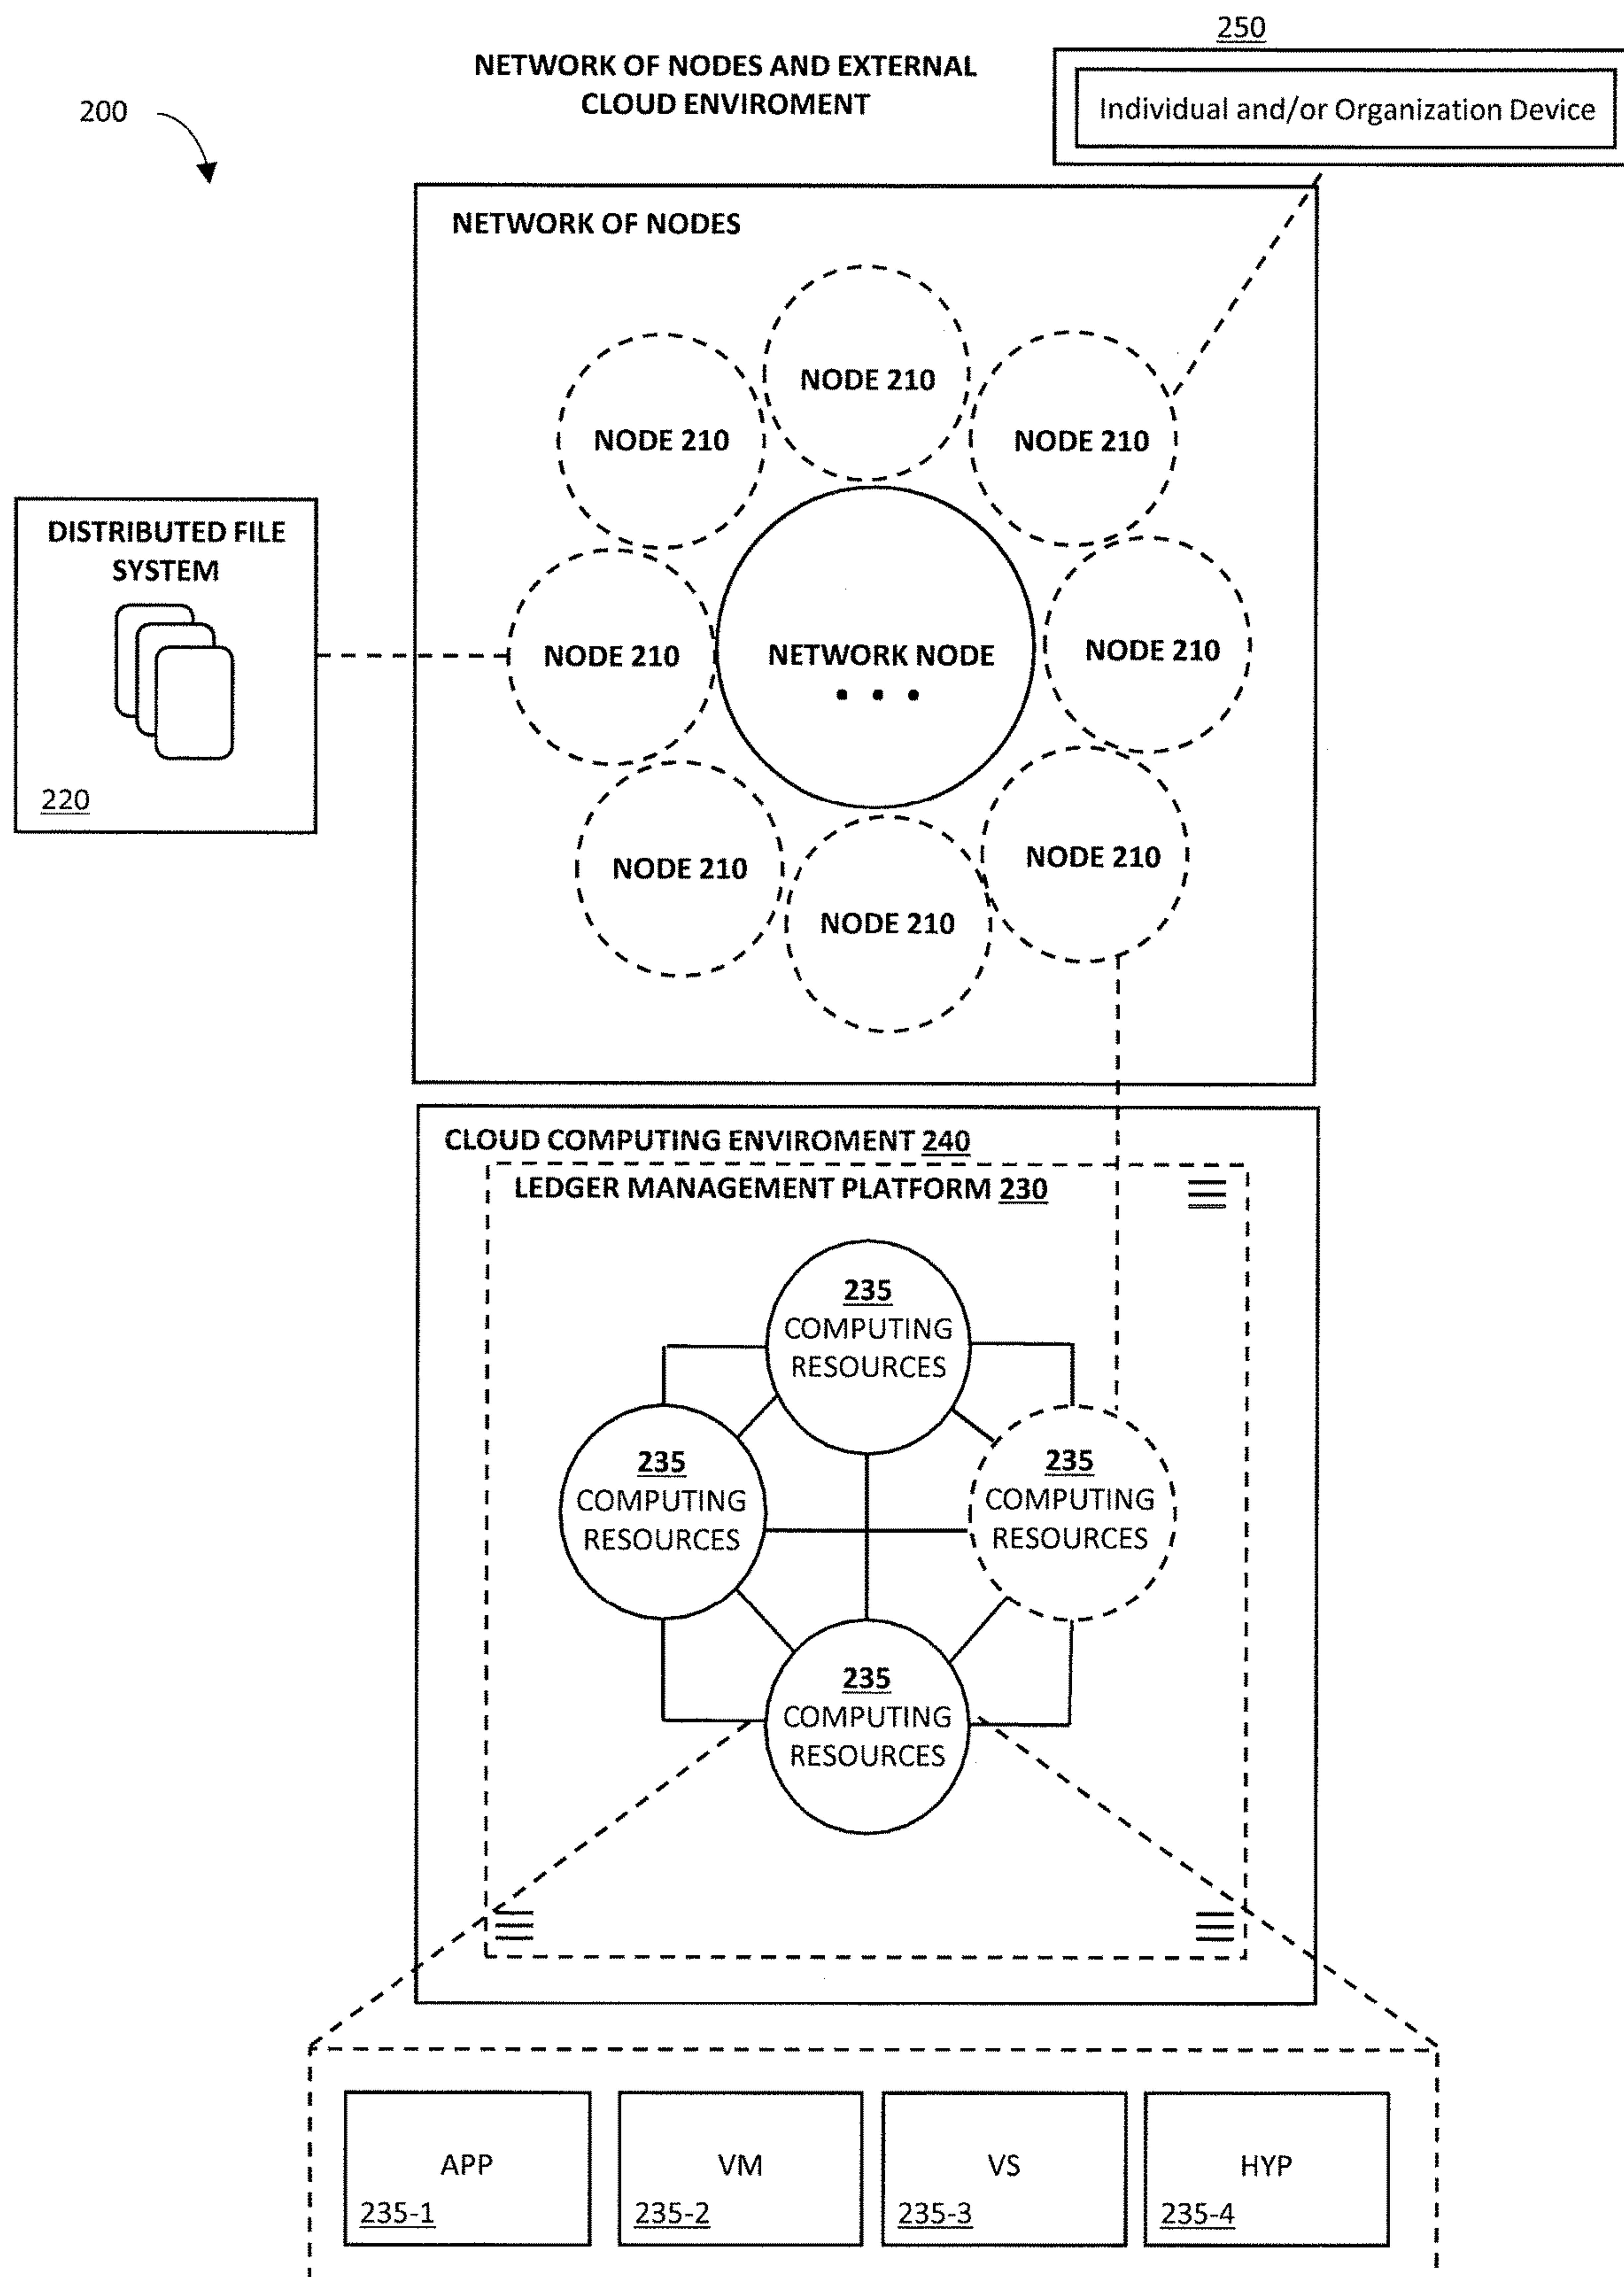 250
NETWORK OF NODES AND EXTERNAL
CLOUD ENVIROMENT
Individual and/or Organization Device
200
NETWORK OF NODES
NODE 210
NODE 210
NODE 210
DISTRIBUTED FILE
SYSTEM
220
NODE 210
NETWORK NODE
NODE 210
NODE 210
NODE 210
NODE 210
CLOUD COMPUTING ENVIROMENT 240
LEDGER MANAGEMENT PLATFORM 230
235
COMPUTING
RESOURCES
235
COMPUTING
RESOURCES
235
COMPUTING
RESOURCES
235
COMPUTING
RESOURCES
APP
235-1
VM
235-2
VS
235-3
HYP
235-4